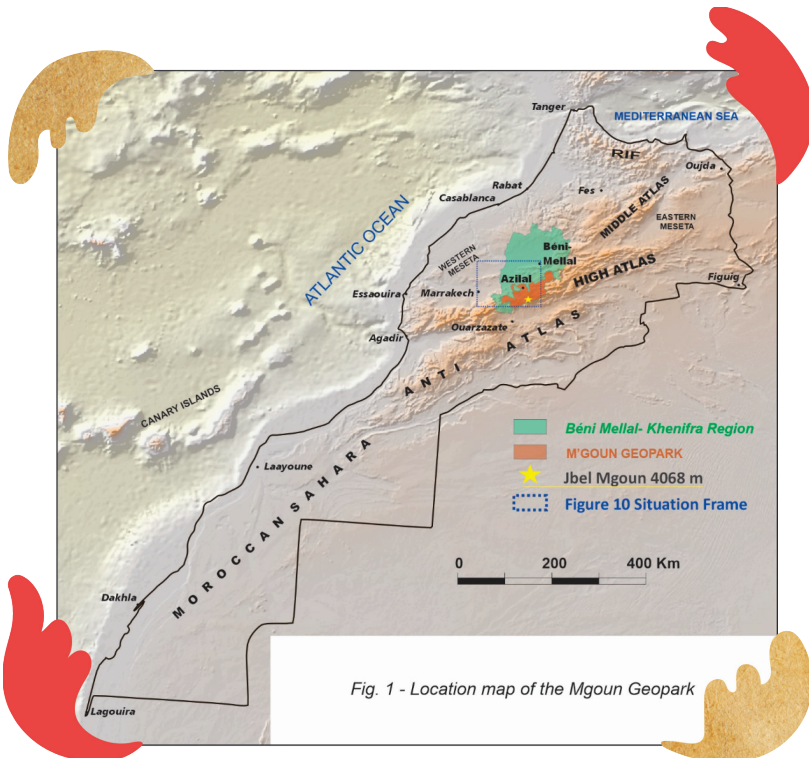 Tanger
MEDITERRANEAN SEA
RIF
Oujda
Rabat
Fes
Casablanca
MIDDLE ATLAS
EASTERN
MESETA
ATLANTIC OCEAN
WESTERN
MESETA
Béni-
Mellal
HIGH ATLAS
Azilal
Figuig
Essaouira
Marrakech
Ouarzazate
Agadir
ANTI ATLAS
CANARY ISLANDS
Laayoune
MOROCCAN SAHARA
Dakhla
Lagouira
Béni Mellal- Khenifra Region
M'GOUN GEOPARK
Jbel Mgoun 4068 m
Figure 10 Situation Frame
0 200 400 Km
Fig. 1 - Location map of the Mgoun Geopark